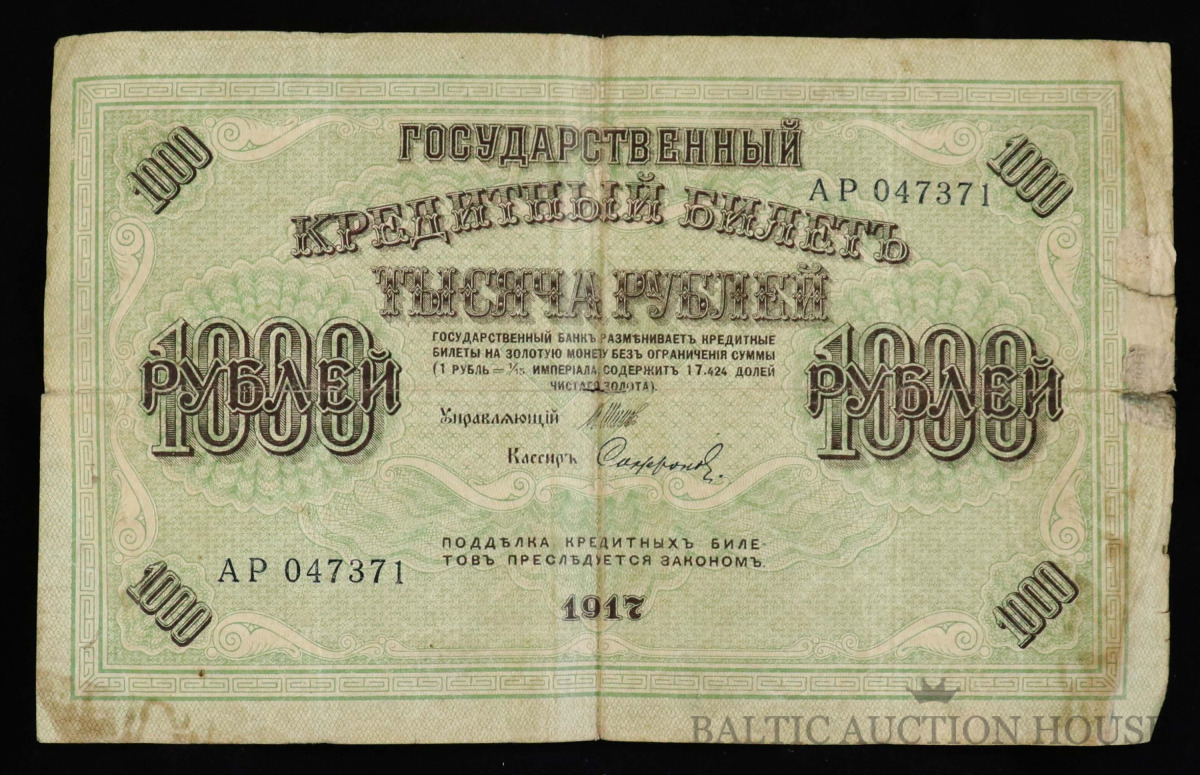 1000
1000
ГОСУДАРСТВЕННЫЙ
КРЕДИТНЫЙ БИЛЕТЪ
АР 047371
ТЫСЯЧА РУБЛЕЙ
ГОСУДАРСТВЕННЫЙ БАНКЪ РАЗМѢНИВАЕТЪ КРЕДИТНЫЕ
БИЛЕТЫ НА ЗОЛОТУЮ МОНЕТУ БЕЗЪ ОГРАНИЧЕНІЯ СУММЫ
(1 РУБЛЬ = 1/15 ИМПЕРІАЛА, СОДЕРЖИТЪ 17.424 ДОЛЕЙ
ЧИСТАГО ЗОЛОТА).
1000
РУБЛЕЙ
1000
РУБЛЕЙ
Управляющій
Кассиръ Сафронов
ПОДДѢЛКА КРЕДИТНЫХЪ БИЛЕ-
ТОВЪ ПРЕСЛѢДУЕТСЯ ЗАКОНОМЪ.
АР 047371
1917
1000
1000
BALTIC AUCTION HOUSE